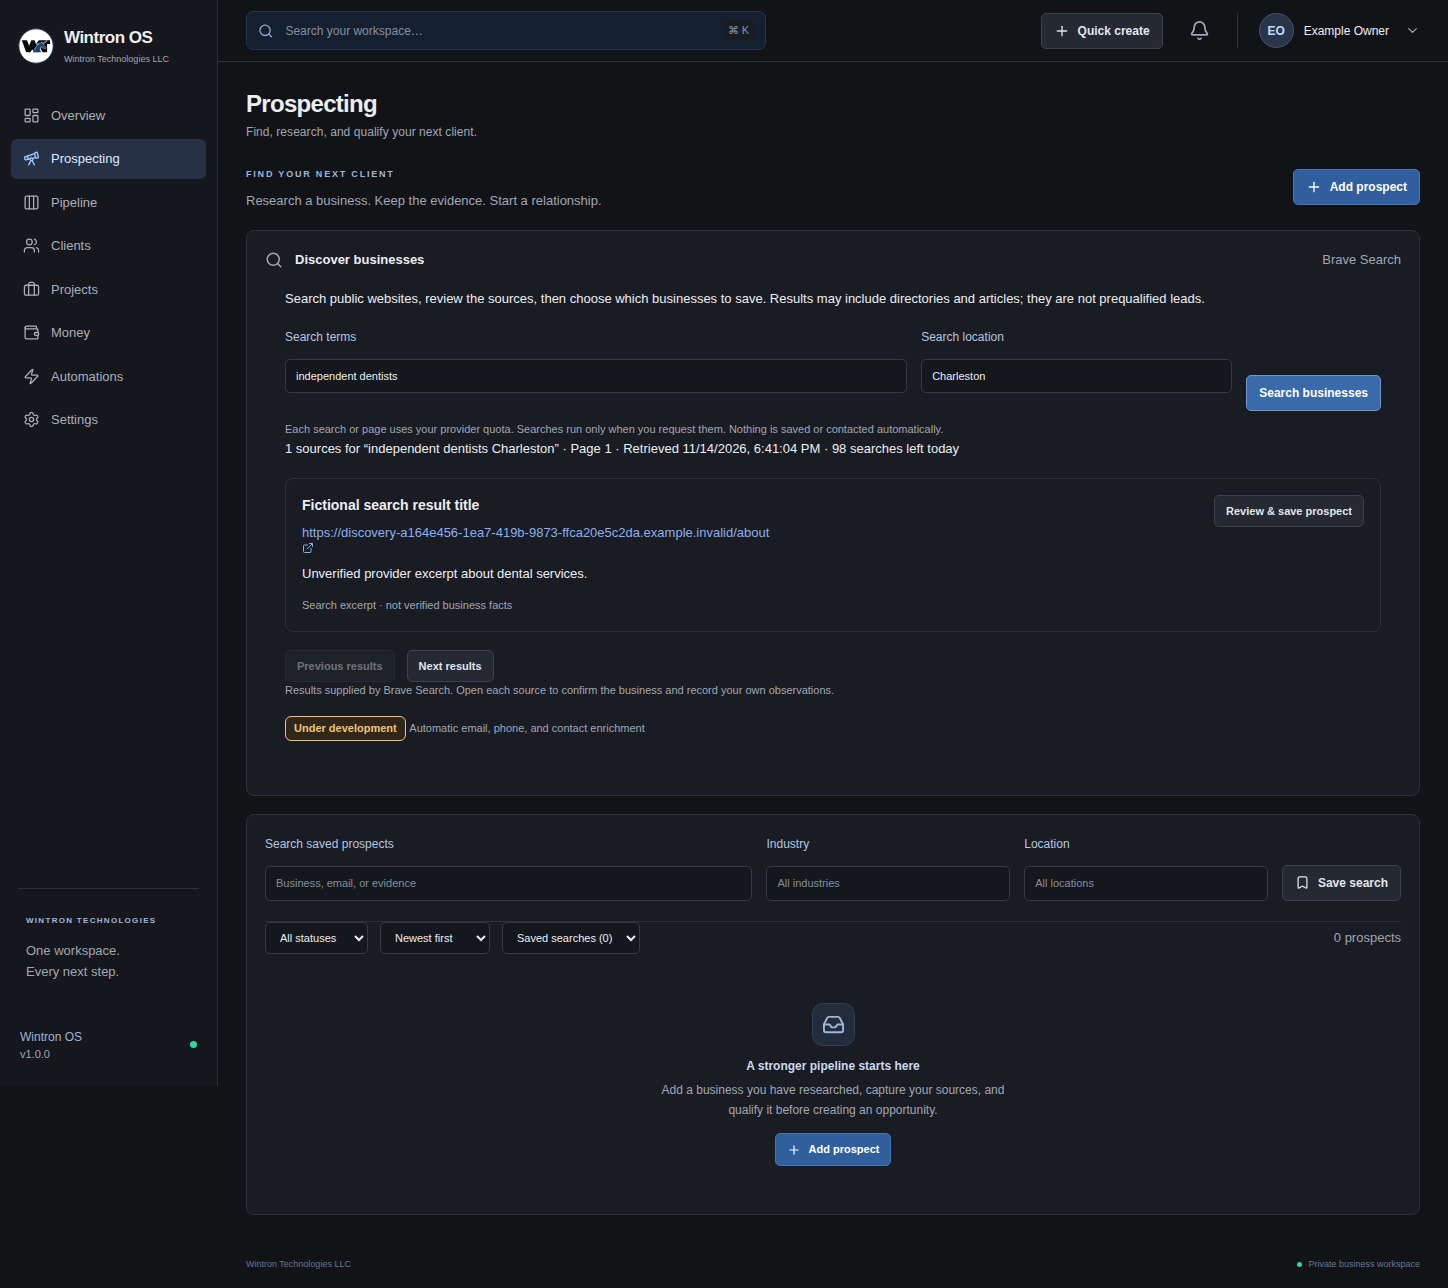 Wintron OS
Wintron Technologies LLC
Search your workspace…
⌘ K
Quick create
EO
Example Owner
Overview
Prospecting
Pipeline
Clients
Projects
Money
Automations
Settings
WINTRON TECHNOLOGIES
One workspace.
Every next step.
Wintron OS
v1.0.0
Prospecting
Find, research, and qualify your next client.
FIND YOUR NEXT CLIENT
Research a business. Keep the evidence. Start a relationship.
Add prospect
Discover businesses
Brave Search
Search public websites, review the sources, then choose which businesses to save. Results may include directories and articles; they are not prequalified leads.
Search terms
Search location
independent dentists
Charleston
Search businesses
Each search or page uses your provider quota. Searches run only when you request them. Nothing is saved or contacted automatically.
1 sources for “independent dentists Charleston” · Page 1 · Retrieved 11/14/2026, 6:41:04 PM · 98 searches left today
Fictional search result title
Review & save prospect
https://discovery-a164e456-1ea7-419b-9873-ffca20e5c2da.example.invalid/about
Unverified provider excerpt about dental services.
Search excerpt · not verified business facts
Previous results
Next results
Results supplied by Brave Search. Open each source to confirm the business and record your own observations.
Under development
Automatic email, phone, and contact enrichment
Search saved prospects
Industry
Location
Business, email, or evidence
All industries
All locations
Save search
All statuses
Newest first
Saved searches (0)
0 prospects
A stronger pipeline starts here
Add a business you have researched, capture your sources, and
qualify it before creating an opportunity.
Add prospect
Wintron Technologies LLC
Private business workspace